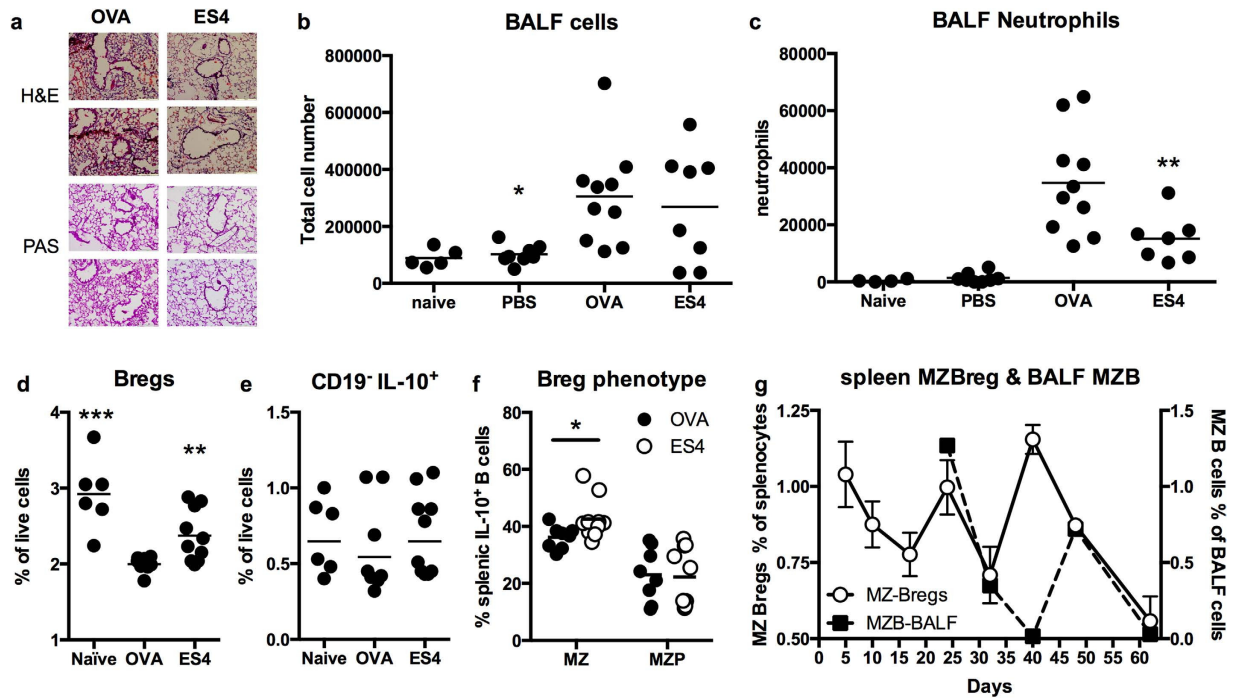 a
OVA
ES4
H&E
PAS
b
BALF cells
Total cell number
800000
600000
400000
200000
0
*
naive
PBS
OVA
ES4
c
BALF Neutrophils
neutrophils
80000
60000
40000
20000
0
**
Naive
PBS
OVA
ES4
d
Bregs
% of live cells
4
3
2
1
***
**
Naïve
OVA
ES4
e
CD19⁻ IL-10⁺
% of live cells
1.5
1.0
0.5
0.0
Naive
OVA
ES4
f
Breg phenotype
% splenic IL-10⁺ B cells
80
60
40
20
0
*
OVA
ES4
MZ
MZP
g
spleen MZBreg & BALF MZB
MZ Bregs % of splenocytes
1.25
1.00
0.75
0.50
MZ-Bregs
MZB-BALF
1.5
1.0
0.5
0.0
MZ B cells % of BALF cells
0
5
10
15
20
25
30
35
40
45
50
55
60
Days